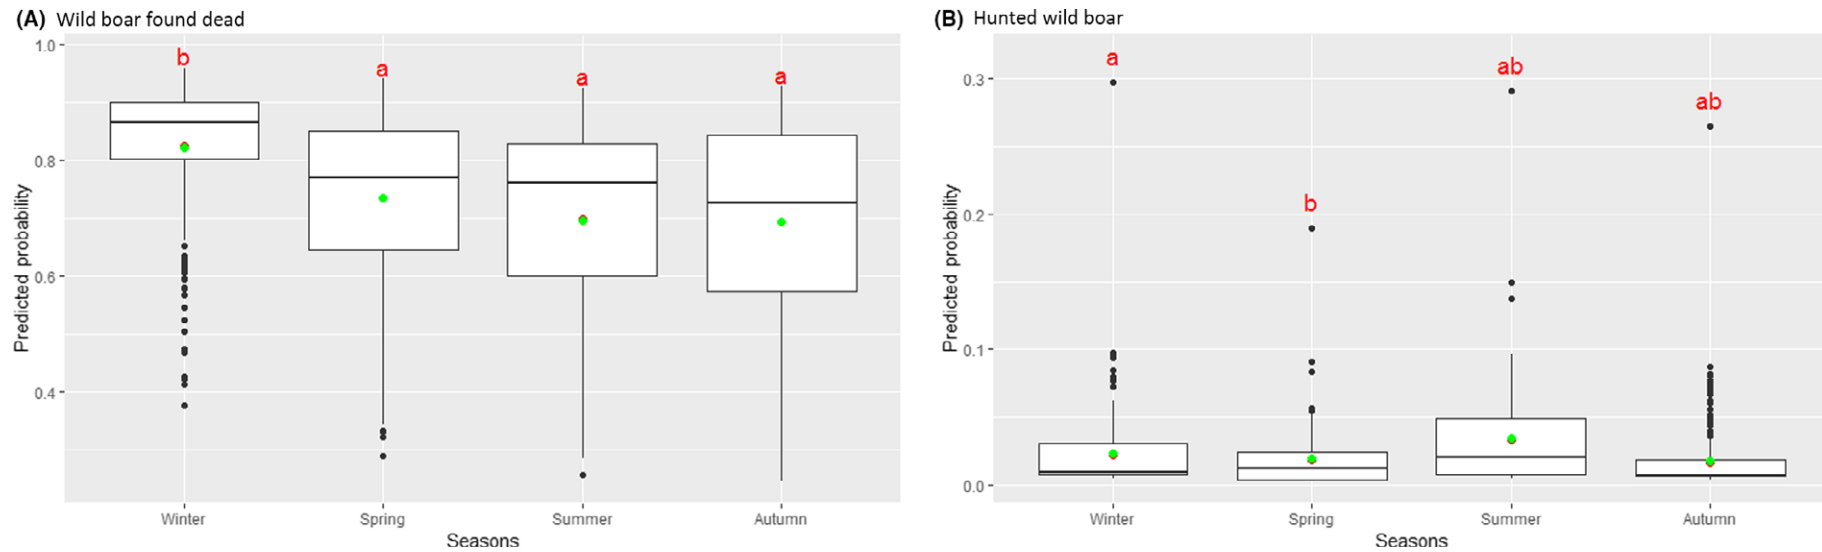 (A) Wild boar found dead
1.0
0.8
0.6
0.4
Predicted probability
b
a
a
a
Winter
Spring
Summer
Autumn
Seasons
(B) Hunted wild boar
0.3
0.2
0.1
0.0
Predicted probability
a
b
ab
ab
Winter
Spring
Summer
Autumn
Seasons